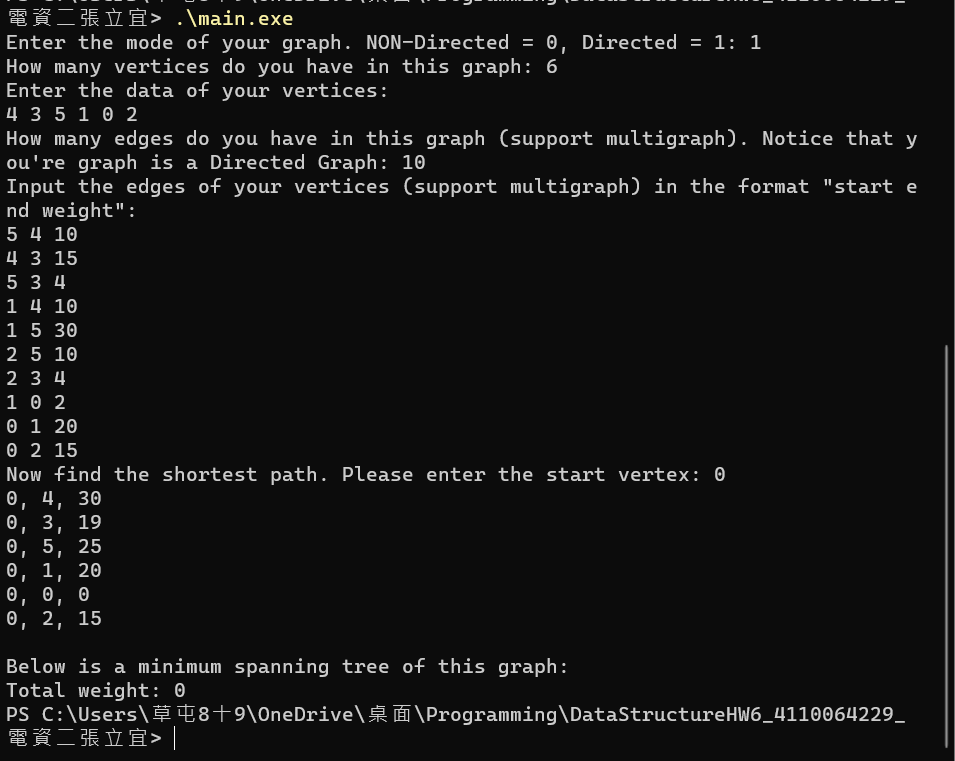 電資二張立宜> .\main.exe
Enter the mode of your graph. NON-Directed = 0, Directed = 1: 1
How many vertices do you have in this graph: 6
Enter the data of your vertices:
4 3 5 1 0 2
How many edges do you have in this graph (support multigraph). Notice that y
ou're graph is a Directed Graph: 10
Input the edges of your vertices (support multigraph) in the format "start e
nd weight":
5 4 10
4 3 15
5 3 4
1 4 10
1 5 30
2 5 10
2 3 4
1 0 2
0 1 20
0 2 15
Now find the shortest path. Please enter the start vertex: 0
0, 4, 30
0, 3, 19
0, 5, 25
0, 1, 20
0, 0, 0
0, 2, 15
Below is a minimum spanning tree of this graph:
Total weight: 0
PS C:\Users\草屯8十9\OneDrive\桌面\Programming\DataStructureHW6_4110064229_
電資二張立宜>